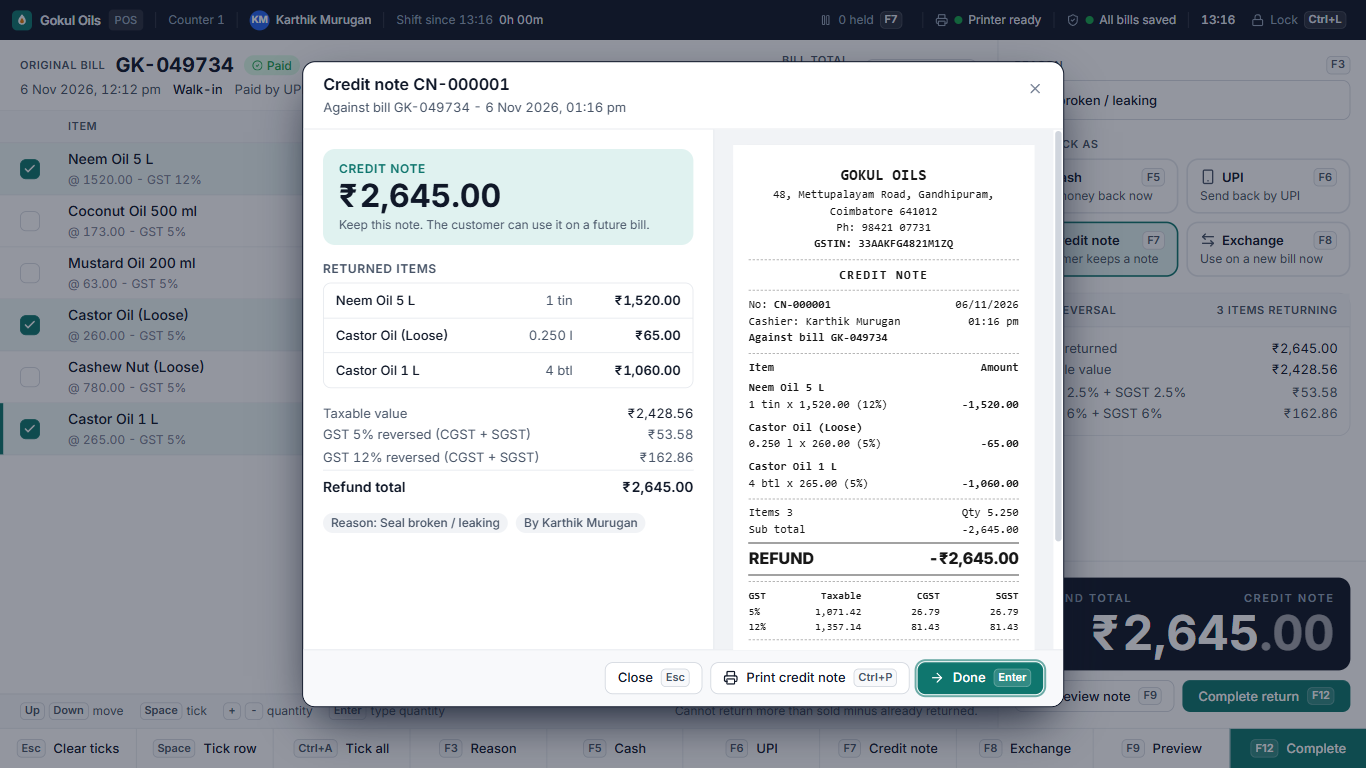 Gokul Oils POS Counter 1 KM Karthik Murugan Shift since 13:16 0h 00m 0 held F7 Printer ready All bills saved 13:16 Lock Ctrl+L
ORIGINAL BILL GK-049734 Paid
BILL TOTAL
F3
6 Nov 2026, 12:12 pm Walk-in Paid by UP
roken / leaking
ITEM
Neem Oil 5 L
@ 1520.00 - GST 12%
Coconut Oil 500 ml
@ 173.00 - GST 5%
Mustard Oil 200 ml
@ 63.00 - GST 5%
Castor Oil (Loose)
@ 260.00 - GST 5%
Cashew Nut (Loose)
@ 780.00 - GST 5%
Castor Oil 1 L
@ 265.00 - GST 5%
Credit note CN-000001
Against bill GK-049734 - 6 Nov 2026, 01:16 pm
CREDIT NOTE
₹2,645.00
Keep this note. The customer can use it on a future bill.
RETURNED ITEMS
Neem Oil 5 L 1 tin ₹1,520.00
Castor Oil (Loose) 0.250 l ₹65.00
Castor Oil 1 L 4 btl ₹1,060.00
Taxable value ₹2,428.56
GST 5% reversed (CGST + SGST) ₹53.58
GST 12% reversed (CGST + SGST) ₹162.86
Refund total ₹2,645.00
Reason: Seal broken / leaking By Karthik Murugan
GOKUL OILS
48, Mettupalayam Road, Gandhipuram,
Coimbatore 641012
Ph: 98421 07731
GSTIN: 33AAKFG4821M1ZQ
CREDIT NOTE
No: CN-000001 06/11/2026
Cashier: Karthik Murugan 01:16 pm
Against bill GK-049734
Item Amount
Neem Oil 5 L
1 tin x 1,520.00 (12%) -1,520.00
Castor Oil (Loose)
0.250 l x 260.00 (5%) -65.00
Castor Oil 1 L
4 btl x 265.00 (5%) -1,060.00
Items 3 Qty 5.250
Sub total -2,645.00
REFUND -₹2,645.00
GST Taxable CGST SGST
5% 1,071.42 26.79 26.79
12% 1,357.14 81.43 81.43
Close Esc Print credit note Ctrl+P Done Enter
CK AS
ash F5 UPI F6
noney back now Send back by UPI
edit note F7 Exchange F8
mer keeps a note Use on a new bill now
EVERSAL 3 ITEMS RETURNING
returned ₹2,645.00
le value ₹2,428.56
2.5% + SGST 2.5% ₹53.58
6% + SGST 6% ₹162.86
ND TOTAL CREDIT NOTE
₹2,645.00
eview note F9 Complete return F12
Up Down move Space tick + - quantity Enter type quantity Cannot return more than sold minus already returned.
Esc Clear ticks Space Tick row Ctrl+A Tick all F3 Reason F5 Cash F6 UPI F7 Credit note F8 Exchange F9 Preview F12 Complete